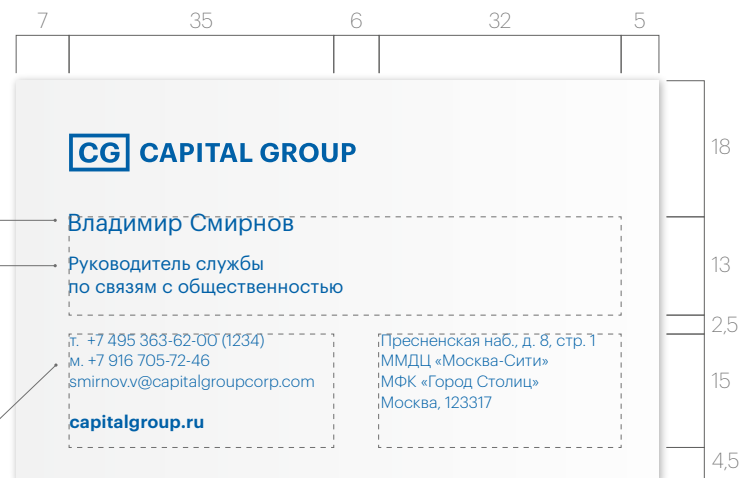 7 35 6 32 5
CG CAPITAL GROUP
18
Владимир Смирнов
Руководитель службы
по связям с общественностью
13
2,5
т. +7 495 363-62-00 (1234)
м. +7 916 705-72-46
smirnov.v@capitalgroupcorp.com
capitalgroup.ru
Пресненская наб., д. 8, стр. 1
ММДЦ «Москва-Сити»
МФК «Город Столиц»
Москва, 123317
15
4,5